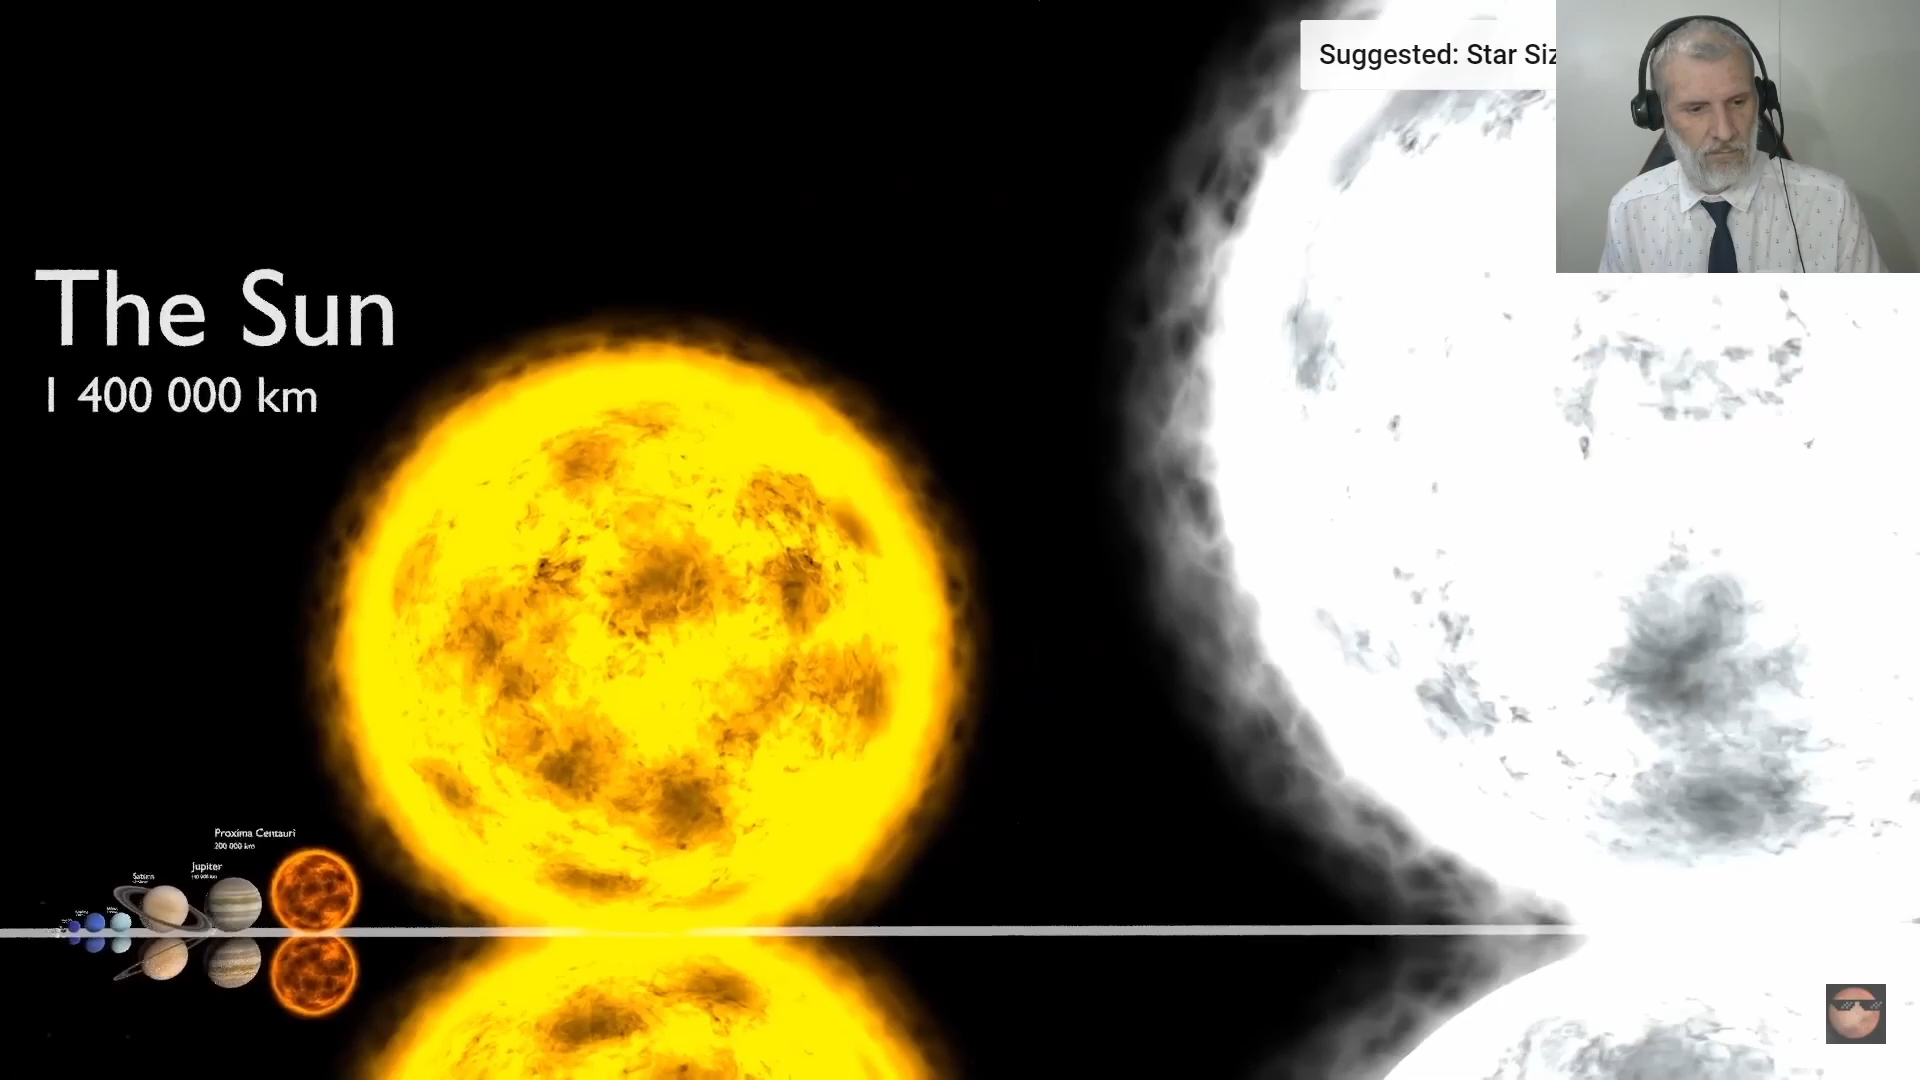 Suggested: Star Siz
The Sun
1 400 000 km
Proxima Centauri
200 000 km
Jupiter
Saturn